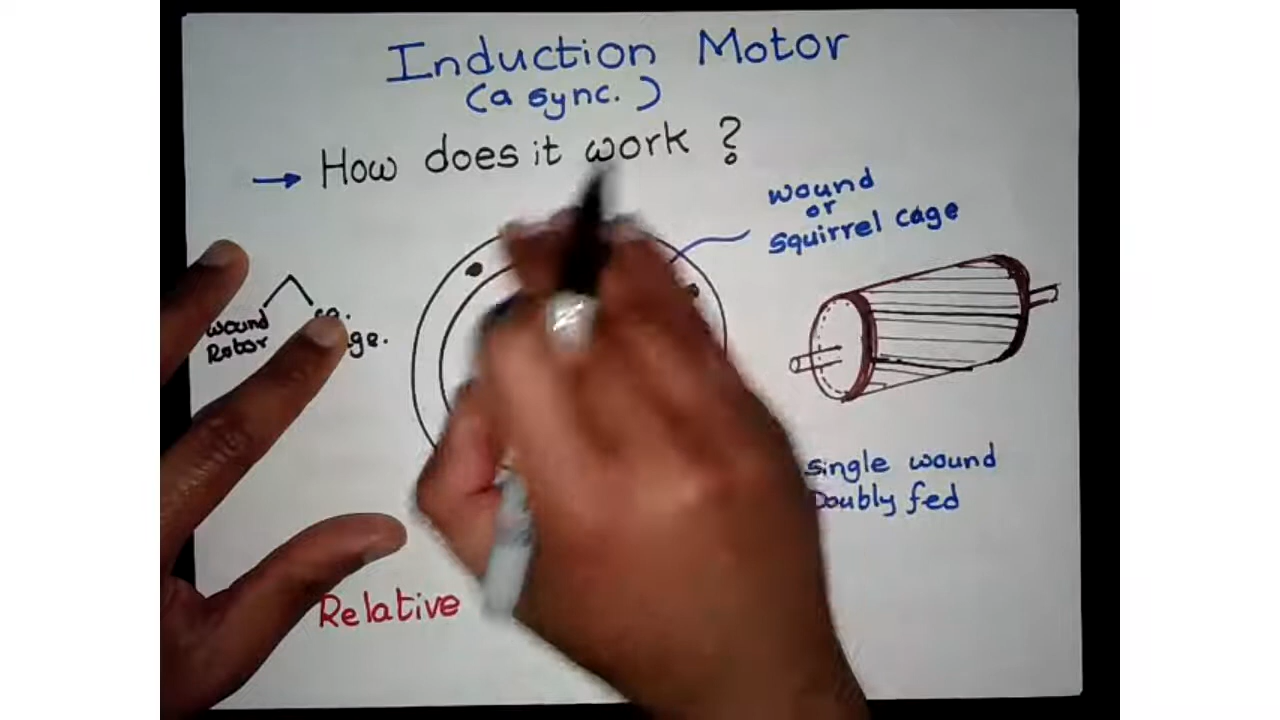 Induction Motor
(a sync.)
→ How does it work ?
wound
or
squirrel cage
wound
Rotor
single wound
Doubly fed
Relative